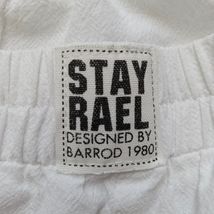 STAY
RAEL
DESIGNED BY
BARROD 1980